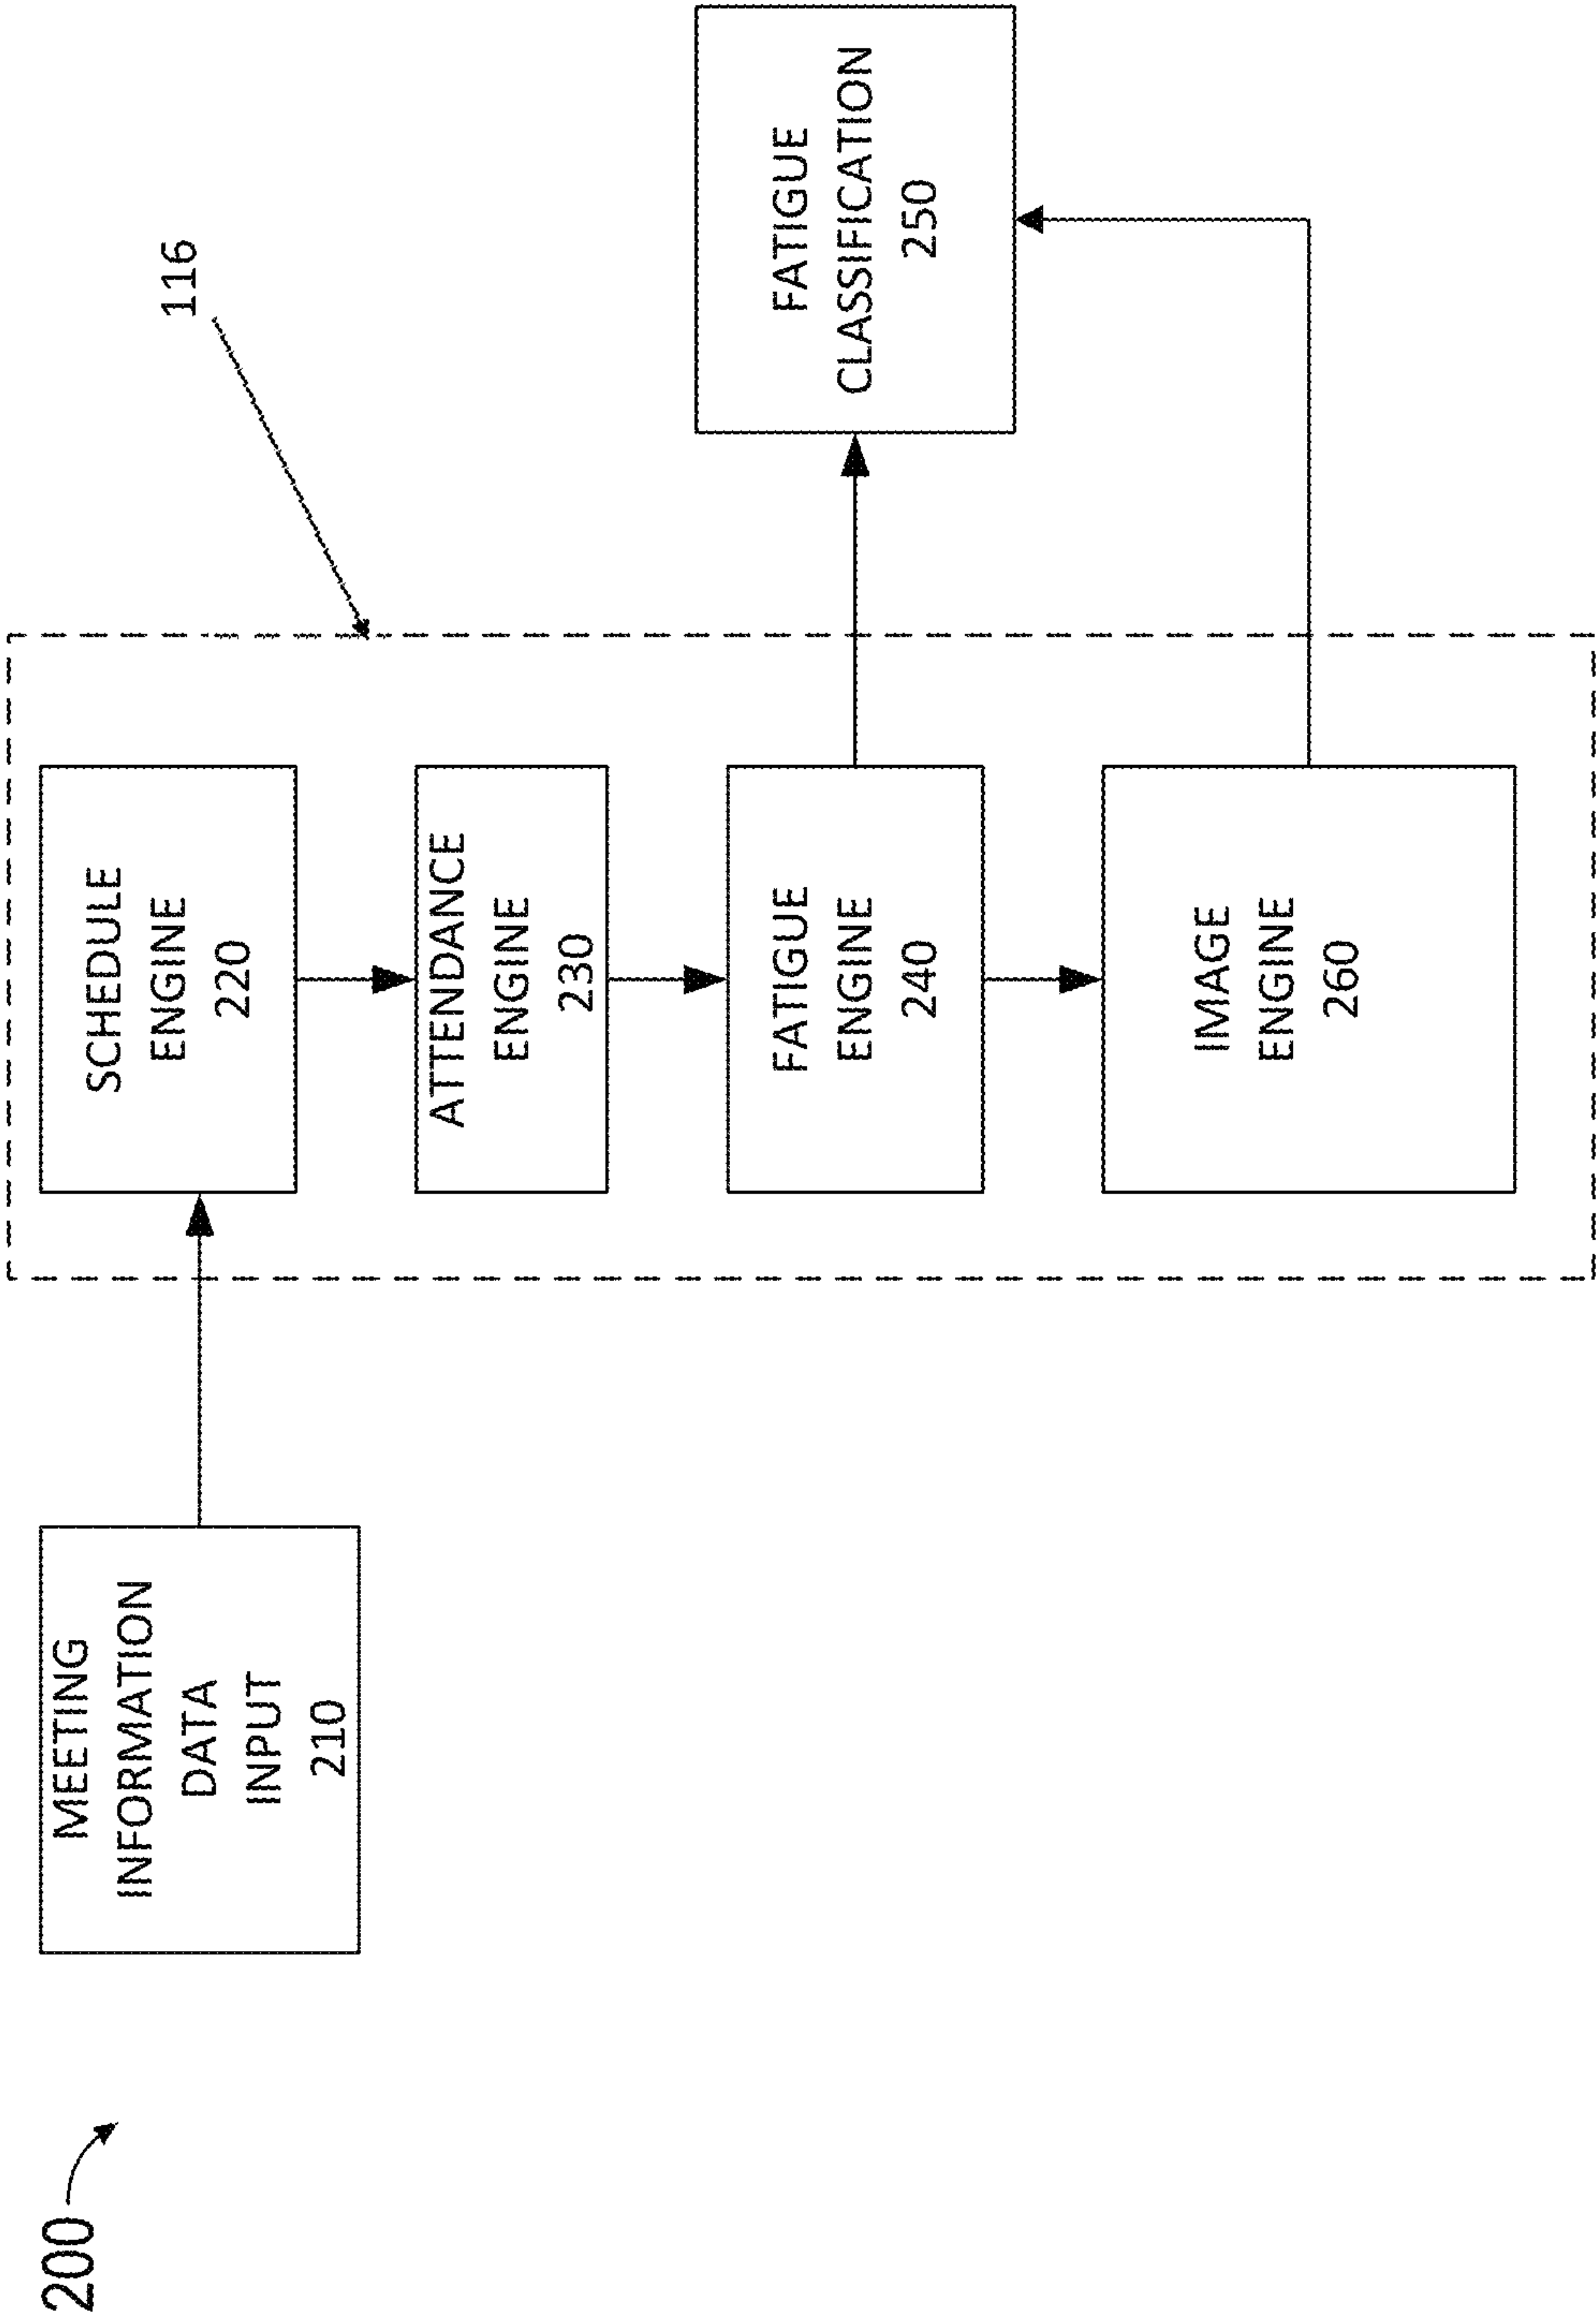 200
116
MEETING
INFORMATION
DATA
INPUT
210
SCHEDULE
ENGINE
220
ATTENDANCE
ENGINE
230
FATIGUE
ENGINE
240
IMAGE
ENGINE
260
FATIGUE
CLASSIFICATION
250